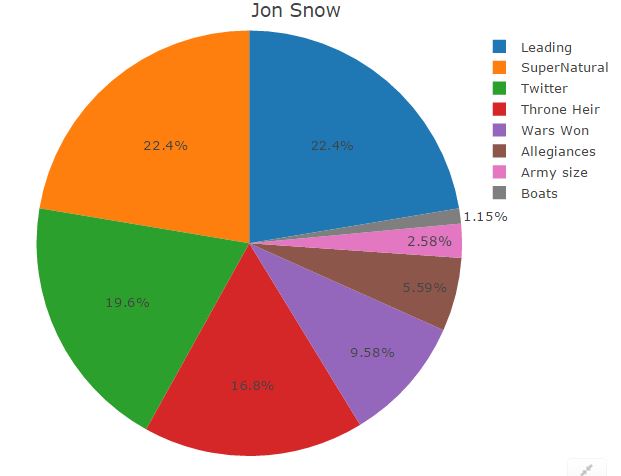 Jon Snow
Leading
SuperNatural
Twitter
Throne Heir
Wars Won
Allegiances
Army size
Boats
22.4%
22.4%
1.15%
2.58%
5.59%
19.6%
9.58%
16.8%